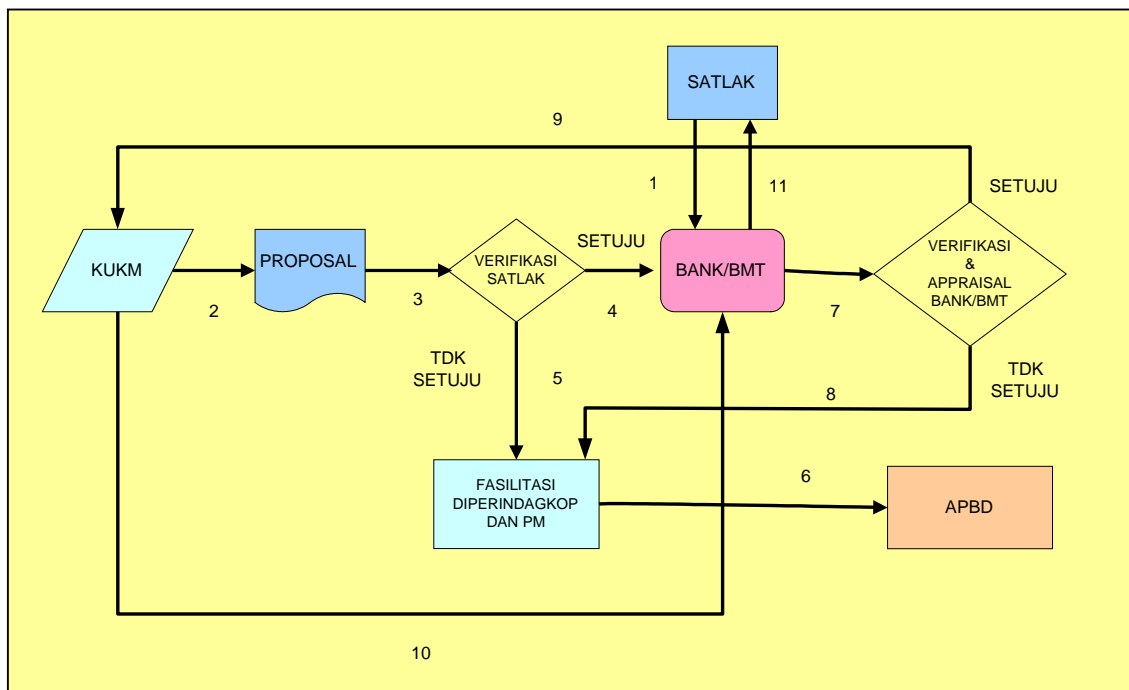 SATLAK
9
1
11
SETUJU
KUKM
PROPOSAL
VERIFIKASI
SATLAK
SETUJU
BANK/BMT
VERIFIKASI
&
APPRAISAL
BANK/BMT
2
3
4
7
TDK
SETUJU
5
8
TDK
SETUJU
FASILITASI
DIPERINDAGKOP
DAN PM
6
APBD
10